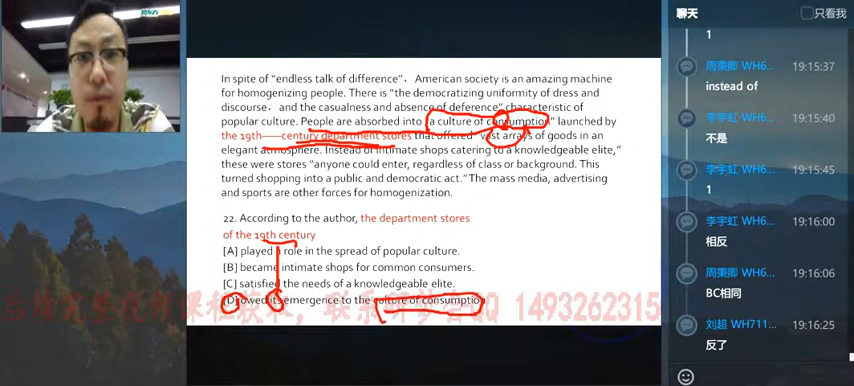 聊天
只看我
In spite of "endless talk of difference", American society is an amazing machine
for homogenizing people. There is "the democratizing uniformity of dress and
discourse, and the casualness and absence of deference" characteristic of
popular culture. People are absorbed into "a culture of consumption" launched by
the 19th——century department stores that offered "vast arrays of goods in an
elegant atmosphere. Instead of intimate shops catering to a knowledgeable elite,"
these were stores "anyone could enter, regardless of class or background. This
turned shopping into a public and democratic act." The mass media, advertising
and sports are other forces for homogenization.
22. According to the author, the department stores
of the 19th century
[A] played a role in the spread of popular culture.
[B] became intimate shops for common consumers.
[C] satisfied the needs of a knowledgeable elite.
[D] owed its emergence to the culture of consumption
QQ 1493262315
1
周秉卿 WH6... 19:15:37
instead of
李宇虹 WH6... 19:15:40
不是
李宇虹 WH6... 19:15:45
1
李宇虹 WH6... 19:16:00
相反
周秉卿 WH6... 19:16:06
BC相同
刘超 WH711... 19:16:25
反了